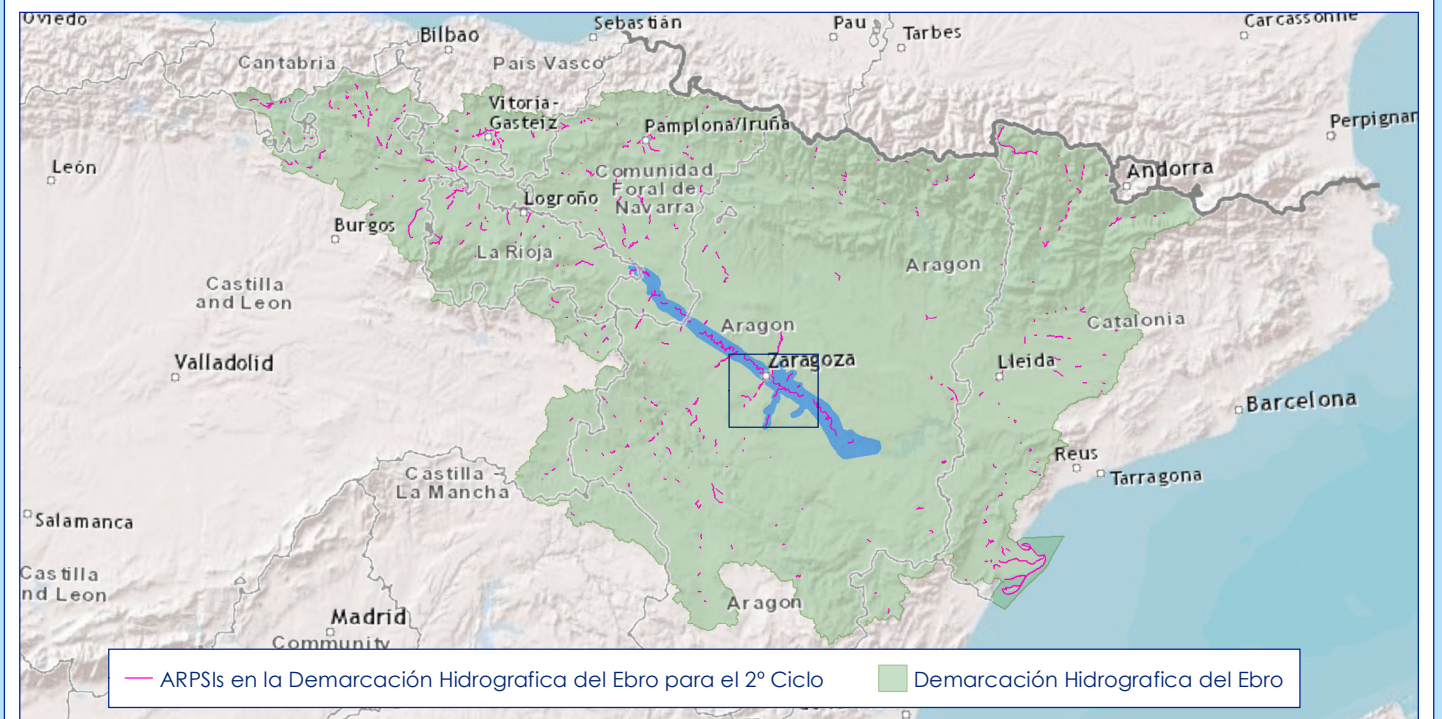 Oviedo
Sebastián
Pau
Tarbes
Carcassonne
Bilbao
Cantabria
País Vasco
Vitoria-
Gasteiz
Pamplona/Iruña
Perpignan
León
Comunidad
Foral de
Navarra
Andorra
Logroño
Burgos
La Rioja
Aragon
Castilla
and Leon
Aragon
Catalonia
Valladolid
Zaragoza
Lleida
Barcelona
Reus
Tarragona
Castilla -
La Mancha
Salamanca
Castilla
nd Leon
Aragon
Madrid
Community
ARPSIs en la Demarcación Hidrografica del Ebro para el 2º Ciclo
Demarcación Hidrografica del Ebro